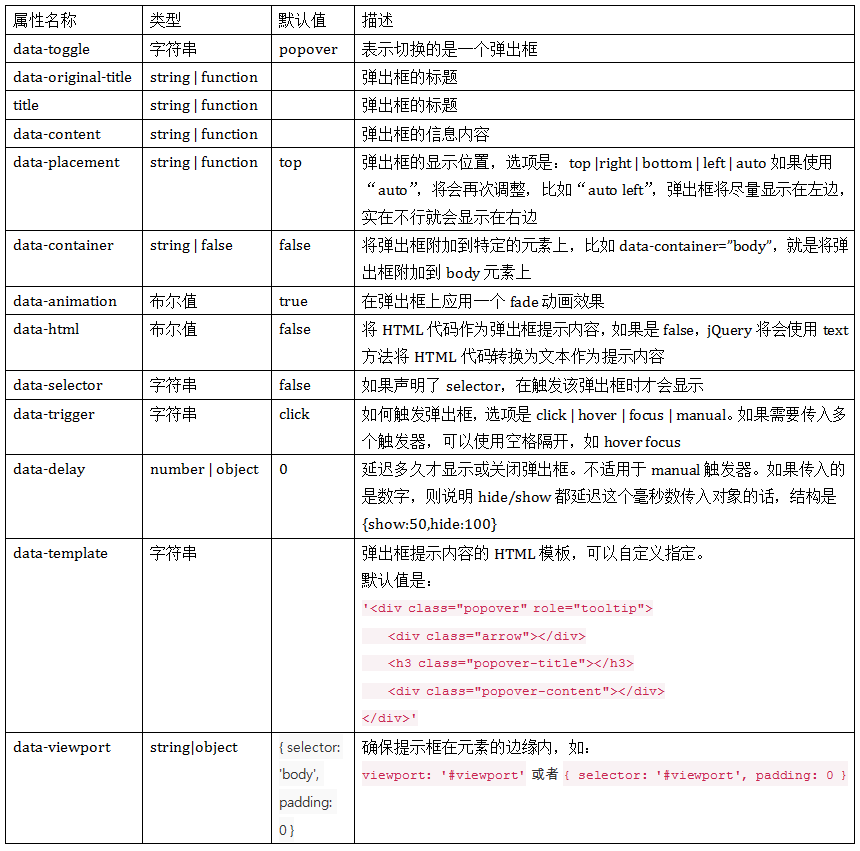 属性名称 类型 默认值 描述
data-toggle 字符串 popover 表示切换的是一个弹出框
data-original-title string | function 弹出框的标题
title string | function 弹出框的标题
data-content string | function 弹出框的信息内容
data-placement string | function top 弹出框的显示位置，选项是：top |right | bottom | left | auto 如果使用
“auto”，将会再次调整，比如“auto left”，弹出框将尽量显示在左边，
实在不行就会显示在右边
data-container string | false false 将弹出框附加到特定的元素上，比如 data-container=”body”，就是将弹
出框附加到 body 元素上
data-animation 布尔值 true 在弹出框上应用一个 fade 动画效果
data-html 布尔值 false 将 HTML 代码作为弹出框提示内容，如果是 false，jQuery 将会使用 text
方法将 HTML 代码转换为文本作为提示内容
data-selector 字符串 false 如果声明了 selector，在触发该弹出框时才会显示
data-trigger 字符串 click 如何触发弹出框，选项是 click | hover | focus | manual。如果需要传入多
个触发器，可以使用空格隔开，如 hover focus
data-delay number | object 0 延迟多久才显示或关闭弹出框。不适用于 manual 触发器。如果传入的
是数字，则说明 hide/show 都延迟这个毫秒数传入对象的话，结构是
{show:50,hide:100}
data-template 字符串 弹出框提示内容的 HTML 模板，可以自定义指定。
默认值是：
'<div class="popover" role="tooltip">
<div class="arrow"></div>
<h3 class="popover-title"></h3>
<div class="popover-content"></div>
</div>'
data-viewport string|object { selector: 确保提示框在元素的边缘内，如：
'body', viewport: '#viewport' 或者 { selector: '#viewport', padding: 0 }
padding:
0 }